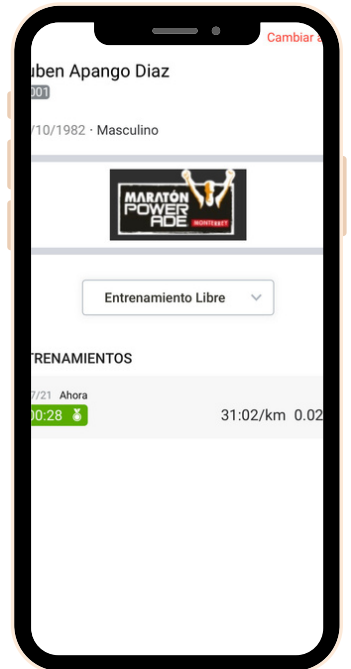 Cambiar a
uben Apango Diaz
001
/10/1982 · Masculino
MARATÓN
POWER
ADE
MONTERREY
Entrenamiento Libre
TRENAMIENTOS
7/21 Ahora
00:28 31:02/km 0.02